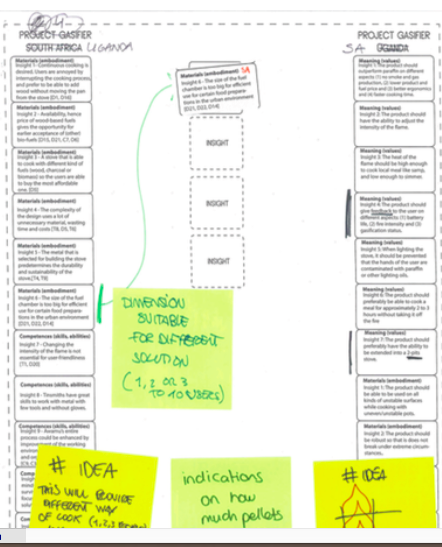 PROJECT GASIFIER
SOUTH AFRICA UGANDA
Materials (embodiment)
Insight 1 - Continuous cooking is
desired. Users are annoyed by
interrupting the cooking process,
and prefer to be able to add
wood without moving the pan
from the stove [D1, D16]
Materials (embodiment)
Insight 2 - Availability, hence
price of wood-based fuels
gives the opportunity for
earlier acceptance of (other)
bio-fuels [D15, D21, C7, D6]
Materials (embodiment)
Insight 3 - A stove that is able
to cook with different kind of
fuels (wood, charcoal or
biomass) so the users are able
to buy the most affordable
one. [D5]
Materials (embodiment)
Insight 4 - The complexity of
the design uses a lot of
unnecessary material, wasting
time and costs [T8, D5, T6]
Materials (embodiment)
Insight 5 - The metal that is
selected for building the stove
predetermines the durability
and sustainability of the
stove.[T4, T9]
Materials (embodiment)
Insight 6 - The size of the fuel
chamber is too big for efficient
use for certain food prepara-
tions in the urban environment
[D21, D22, D14]
Competences (skills, abilities)
Insight 7 - Changing the
intensity of the flame is not
essential for user-friendliness
(T1, D20)
Competences (skills, abilities)
Insight 8 - Tinsmiths have great
skills to work with metal with
few tools and without gloves.
Competences (skills, abilities)
Insight 9 -
process could be enhanced by
improvement of the working
# IDEA
THIS WILL PROVIDE
DIFFERENT WAY
OF COOK (1,2,3
Materials (embodiment) SA
Insight 6 - The size of the fuel
chamber is too big for efficient
use for certain food prepara-
tions in the urban environment
[D21, D22, D14]
INSIGHT
INSIGHT
INSIGHT
DIMENSION
SUITABLE
FOR DIFFERENT
SOLUTION
(1, 2 OR 3
TO 10 USERS)
indications
on how
much pellets
PROJECT GASIFIER
SA UGANDA
Meaning (values)
Insight 1: The product should
outperform paraffin on different
aspects (1) no smoke and gas
production, (2) lower product and
fuel price and (2) better ergonomics
and (4) faster cooking time.
Meaning (values)
Insight 2: The product should
have the ability to adjust the
intensity of the flame.
Meaning (values)
Insight 3: The heat of the
flame should be high enough
to cook local meal like samp,
and low enough to simmer.
Meaning (values)
Insight 4: The product should
give feedback to the user on
different aspects (1) battery
life, (2) fire intensity and (3)
gasification status.
Meaning (values)
Insight 5: When lighting the
stove, it should be prevented
that the hands of the user are
contaminated with paraffin
or other lighting oils.
Meaning (values)
Insight 6: The product should
preferably be able to cook a
meal for approximately 2 to 3
hours without taking it off
the fire
Meaning (values)
Insight 7: The product should
preferably have the ability to
be extended into a 2-pits
stove.
Materials (embodiment)
Insight 1: The product should
be able to be used on all
kinds of unstable surfaces
while cooking with
uneven/unstable pots.
Materials (embodiment)
Insight 2: The product should
be robust so that is does not
break under extreme circum-
stances.
# IDEA